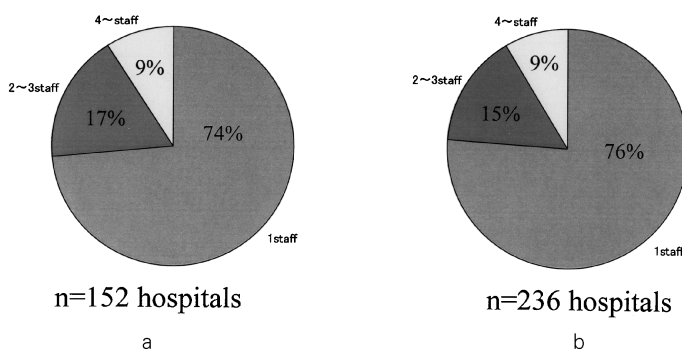 4～staff
9%
2～3staff
17%
74%
1staff
n=152 hospitals
a
4～staff
9%
2～3staff
15%
76%
1staff
n=236 hospitals
b